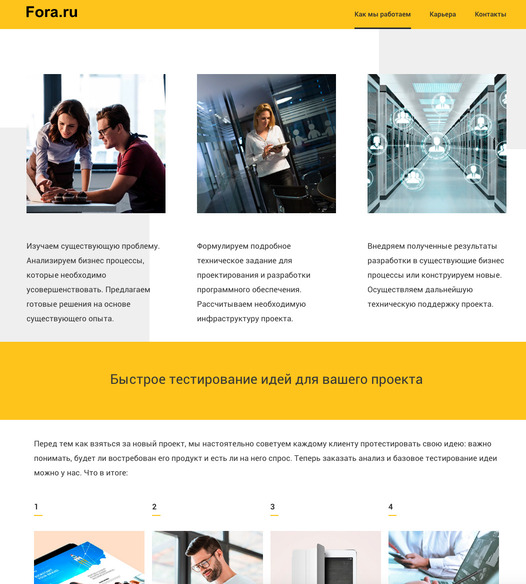 Fora.ru
Как мы работаем
Карьера
Контакты
Изучаем существующую проблему.
Анализируем бизнес процессы,
которые необходимо
усовершенствовать. Предлагаем
готовые решения на основе
существующего опыта.
Формулируем подробное
техническое задание для
проектирования и разработки
программного обеспечения.
Рассчитываем необходимую
инфраструктуру проекта.
Внедряем полученные результаты
разработки в существующие бизнес
процессы или конструируем новые.
Осуществляем дальнейшую
техническую поддержку проекта.
Быстрое тестирование идей для вашего проекта
Перед тем как взяться за новый проект, мы настоятельно советуем каждому клиенту протестировать свою идею: важно
понимать, будет ли востребован его продукт и есть ли на него спрос. Теперь заказать анализ и базовое тестирование идеи
можно у нас. Что в итоге:
1
2
3
4